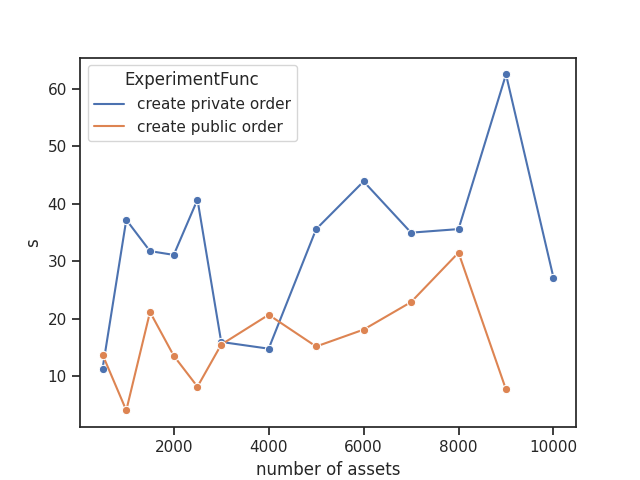 ExperimentFunc
create private order
create public order
60
50
40
30
20
10
s
2000
4000
6000
8000
10000
number of assets